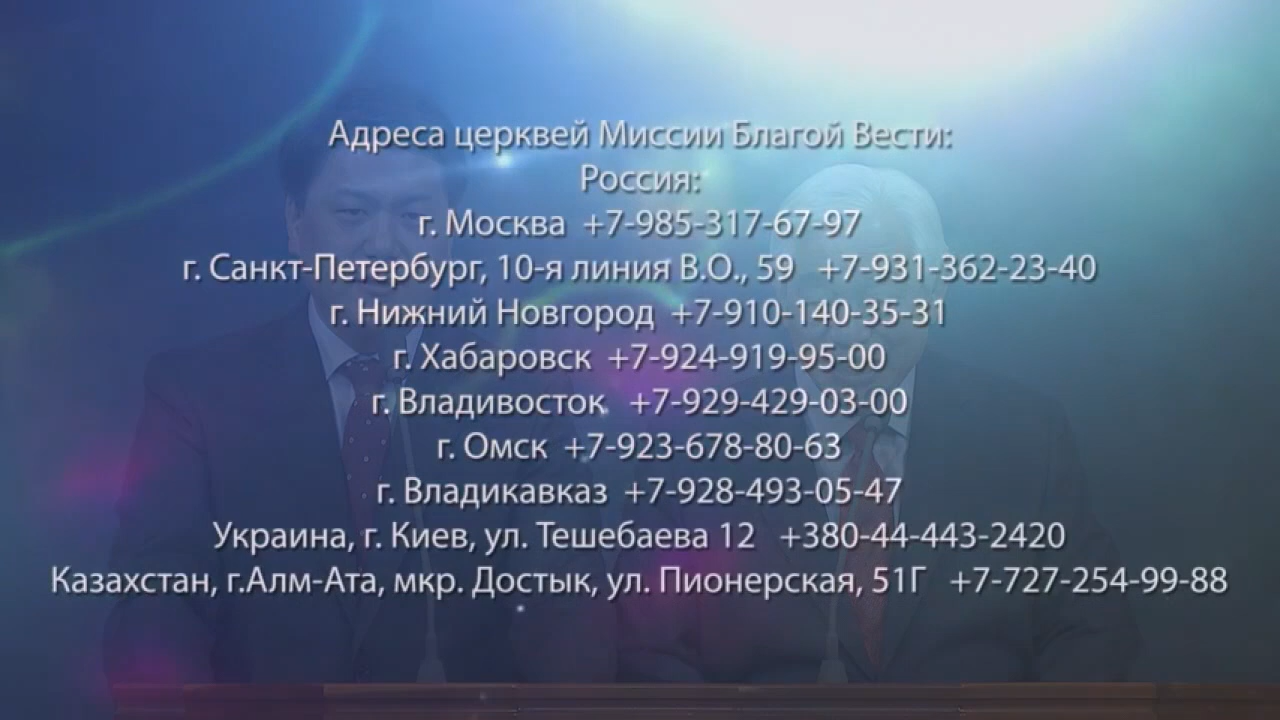 Адреса церквей Миссии Благой Вести:
Россия:
г. Москва +7-985-317-67-97
г. Санкт-Петербург, 10-я линия В.О., 59 +7-931-362-23-40
г. Нижний Новгород +7-910-140-35-31
г. Хабаровск +7-924-919-95-00
г. Владивосток +7-929-429-03-00
г. Омск +7-923-678-80-63
г. Владикавказ +7-928-493-05-47
Украина, г. Киев, ул. Тешебаева 12 +380-44-443-2420
Казахстан, г.Алм-Ата, мкр. Достык, ул. Пионерская, 51Г +7-727-254-99-88